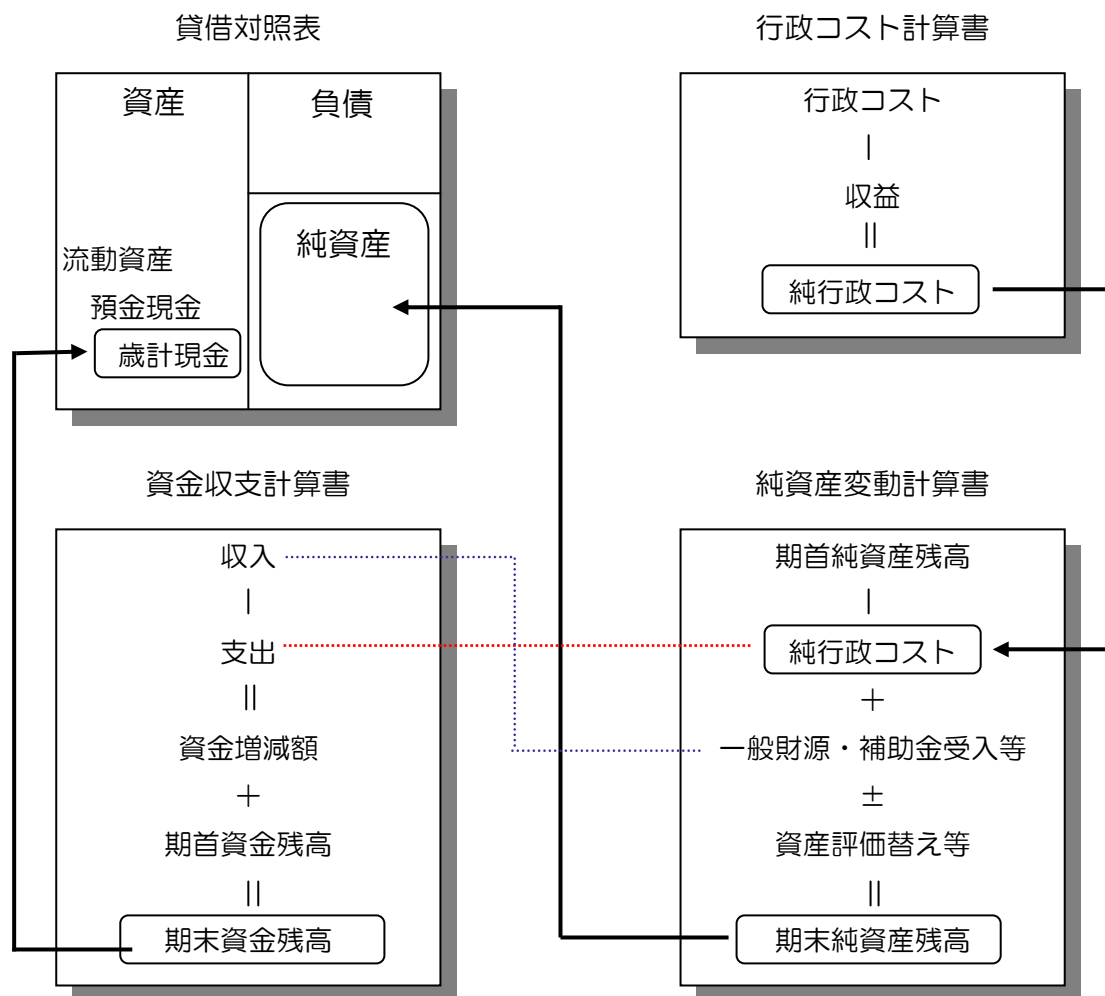 貸借対照表
資産
負債
純資産
流動資産
預金現金
歳計現金
行政コスト計算書
行政コスト
－
収益
＝
純行政コスト
資金収支計算書
収入
－
支出
＝
資金増減額
＋
期首資金残高
＝
期末資金残高
純資産変動計算書
期首純資産残高
－
純行政コスト
＋
一般財源・補助金受入等
±
資産評価替え等
＝
期末純資産残高